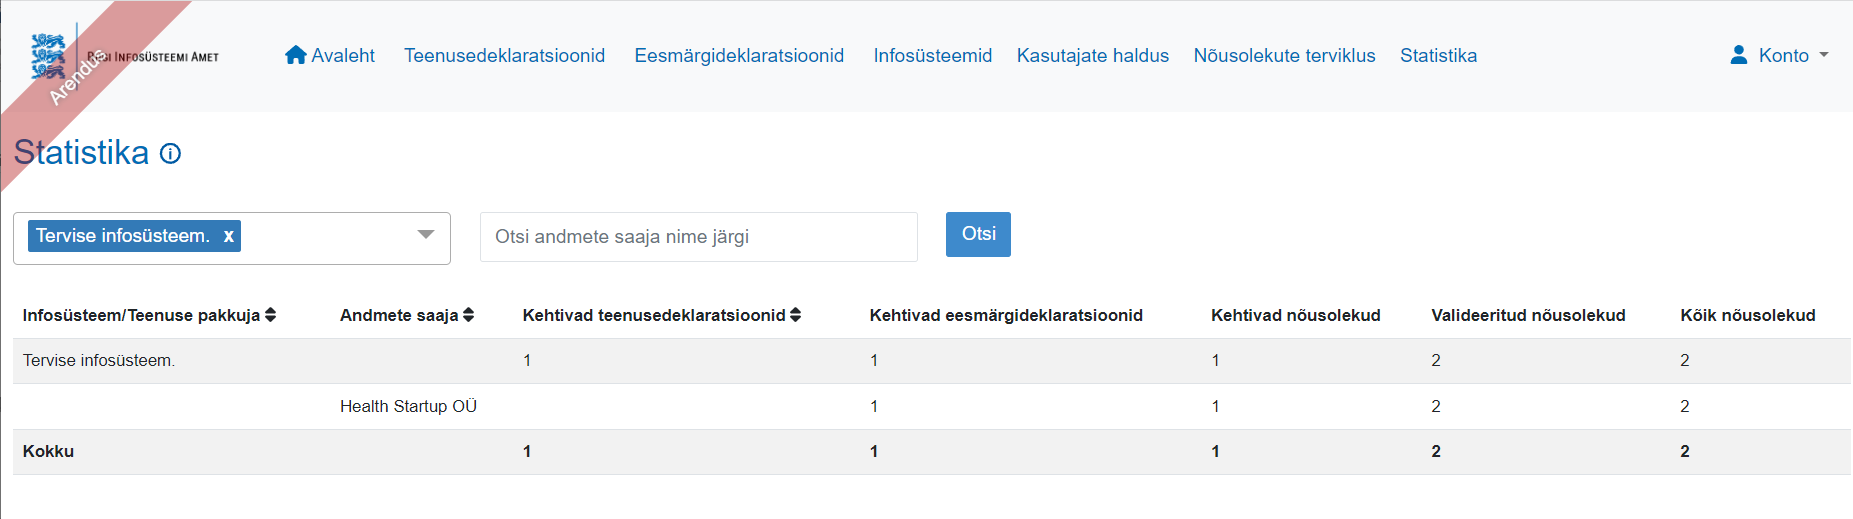 Arendus
RIIGI INFOSÜSTEEMI AMET
Avaleht Teenusedeklaratsioonid Eesmärgideklaratsioonid Infosüsteemid Kasutajate haldus Nõusolekute terviklus Statistika Konto
Statistika
Tervise infosüsteem. x
Otsi andmete saaja nime järgi
Otsi
Infosüsteem/Teenuse pakkuja Andmete saaja Kehtivad teenusedeklaratsioonid Kehtivad eesmärgideklaratsioonid Kehtivad nõusolekud Valideeritud nõusolekud Kõik nõusolekud
Tervise infosüsteem. 1 1 1 2 2
Health Startup OÜ 1 1 2 2
Kokku 1 1 1 2 2